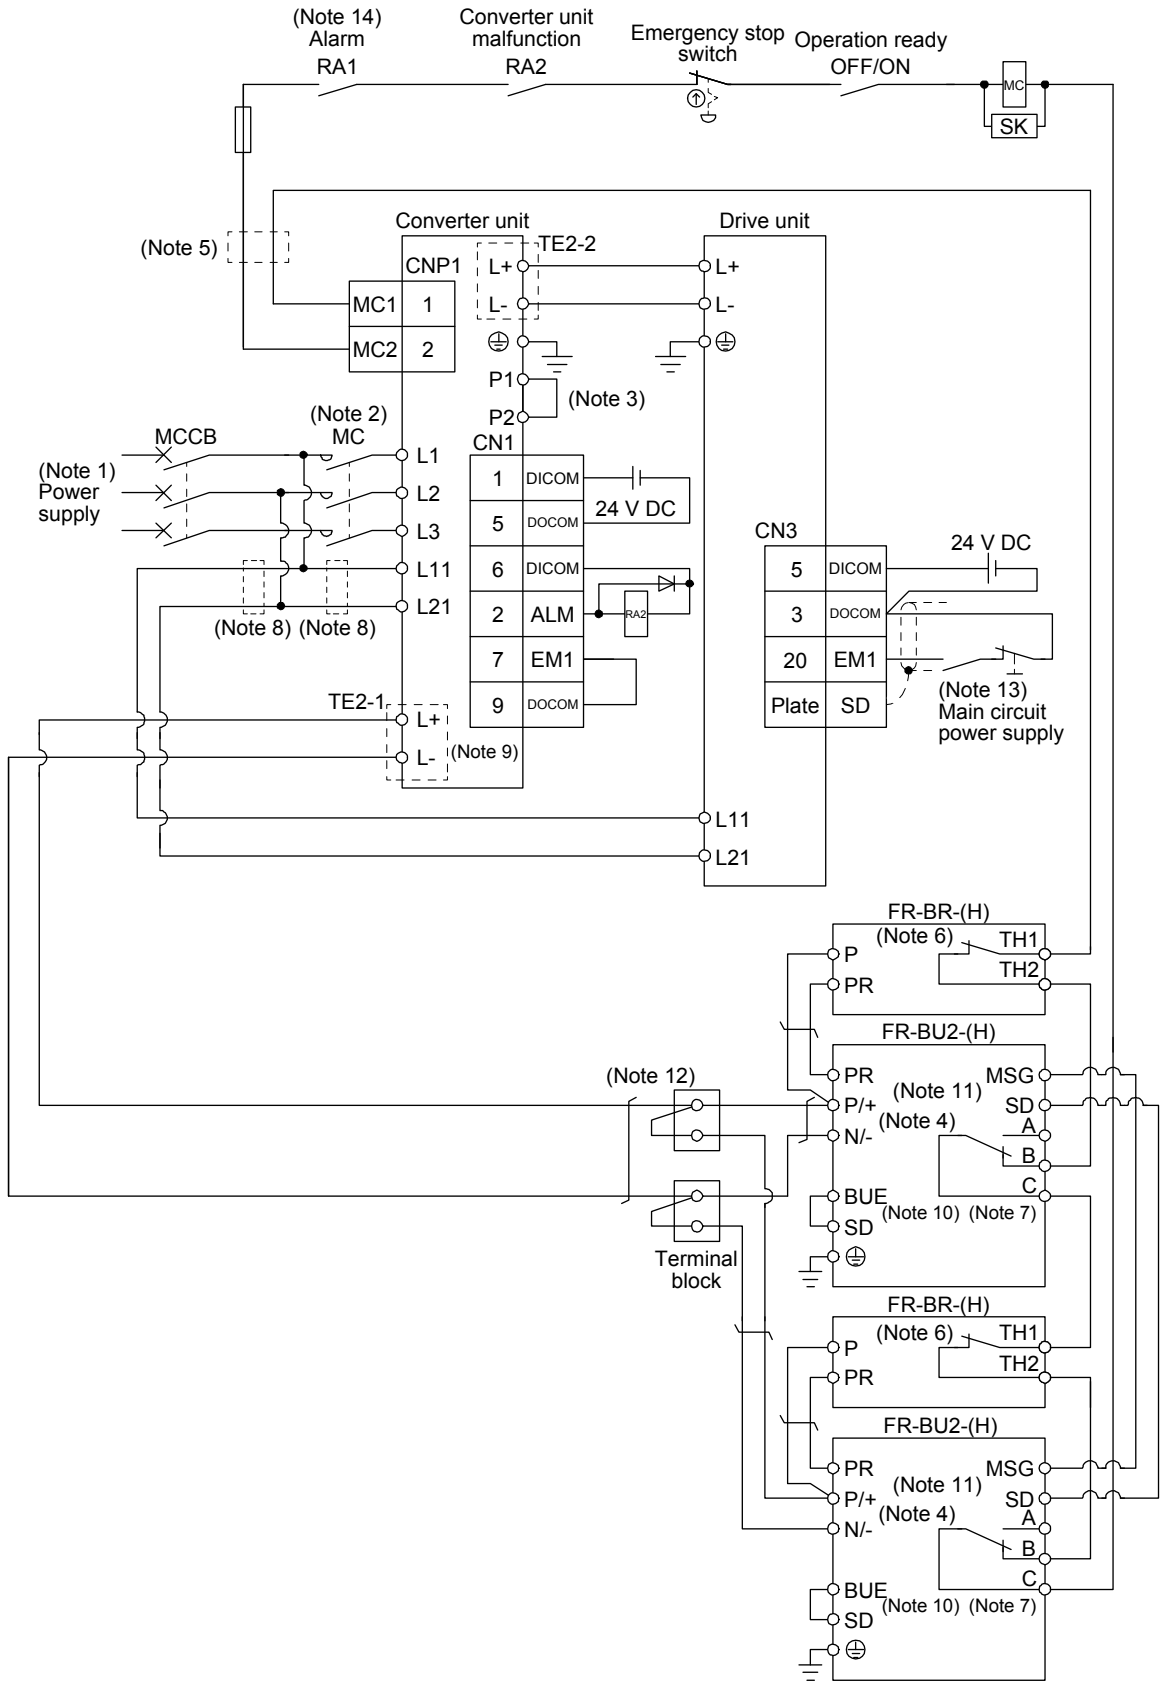 (Note 14)
Alarm
RA1
Converter unit
malfunction
RA2
Emergency stop
switch
Operation ready
OFF/ON
MC
SK
(Note 5)
Converter unit
Drive unit
CNP1
TE2-2
MC1 1
MC2 2
L+
L-
L+
L-
P1
P2
(Note 3)
(Note 1)
Power
supply
MCCB
(Note 2)
MC
L1
L2
L3
L11
L21
(Note 8) (Note 8)
CN1
1 DICOM
5 DOCOM
6 DICOM
2 ALM
7 EM1
9 DOCOM
24 V DC
RA2
CN3
5 DICOM
3 DOCOM
20 EM1
Plate SD
24 V DC
(Note 13)
Main circuit
power supply
TE2-1
L+
L-
(Note 9)
L11
L21
FR-BR-(H)
(Note 6)
P
PR
TH1
TH2
FR-BU2-(H)
PR
P/+
N/-
BUE
SD
(Note 11)
(Note 4)
(Note 10) (Note 7)
MSG
SD
A
B
C
(Note 12)
Terminal
block
FR-BR-(H)
(Note 6)
P
PR
TH1
TH2
FR-BU2-(H)
PR
P/+
N/-
BUE
SD
(Note 11)
(Note 4)
(Note 10) (Note 7)
MSG
SD
A
B
C